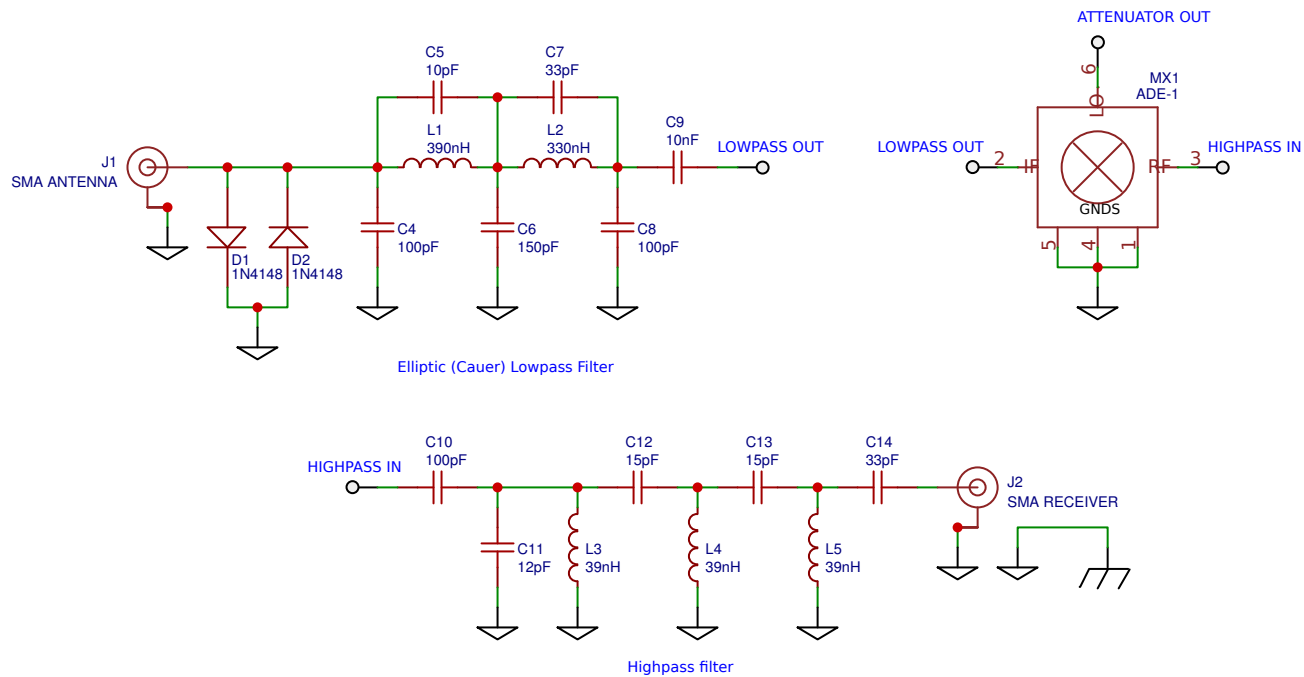 ATTENUATOR OUT
C5
10pF
C7
33pF
6
MX1
ADE-1
LO
L1
390nH
L2
330nH
C9
10nF
LOWPASS OUT
J1
SMA ANTENNA
LOWPASS OUT
2
IF
RF
3
HIGHPASS IN
GNDS
5
4
1
C4
100pF
C6
150pF
C8
100pF
D1
1N4148
D2
1N4148
Elliptic (Cauer) Lowpass Filter
HIGHPASS IN
C10
100pF
C12
15pF
C13
15pF
C14
33pF
J2
SMA RECEIVER
C11
12pF
L3
39nH
L4
39nH
L5
39nH
Highpass filter